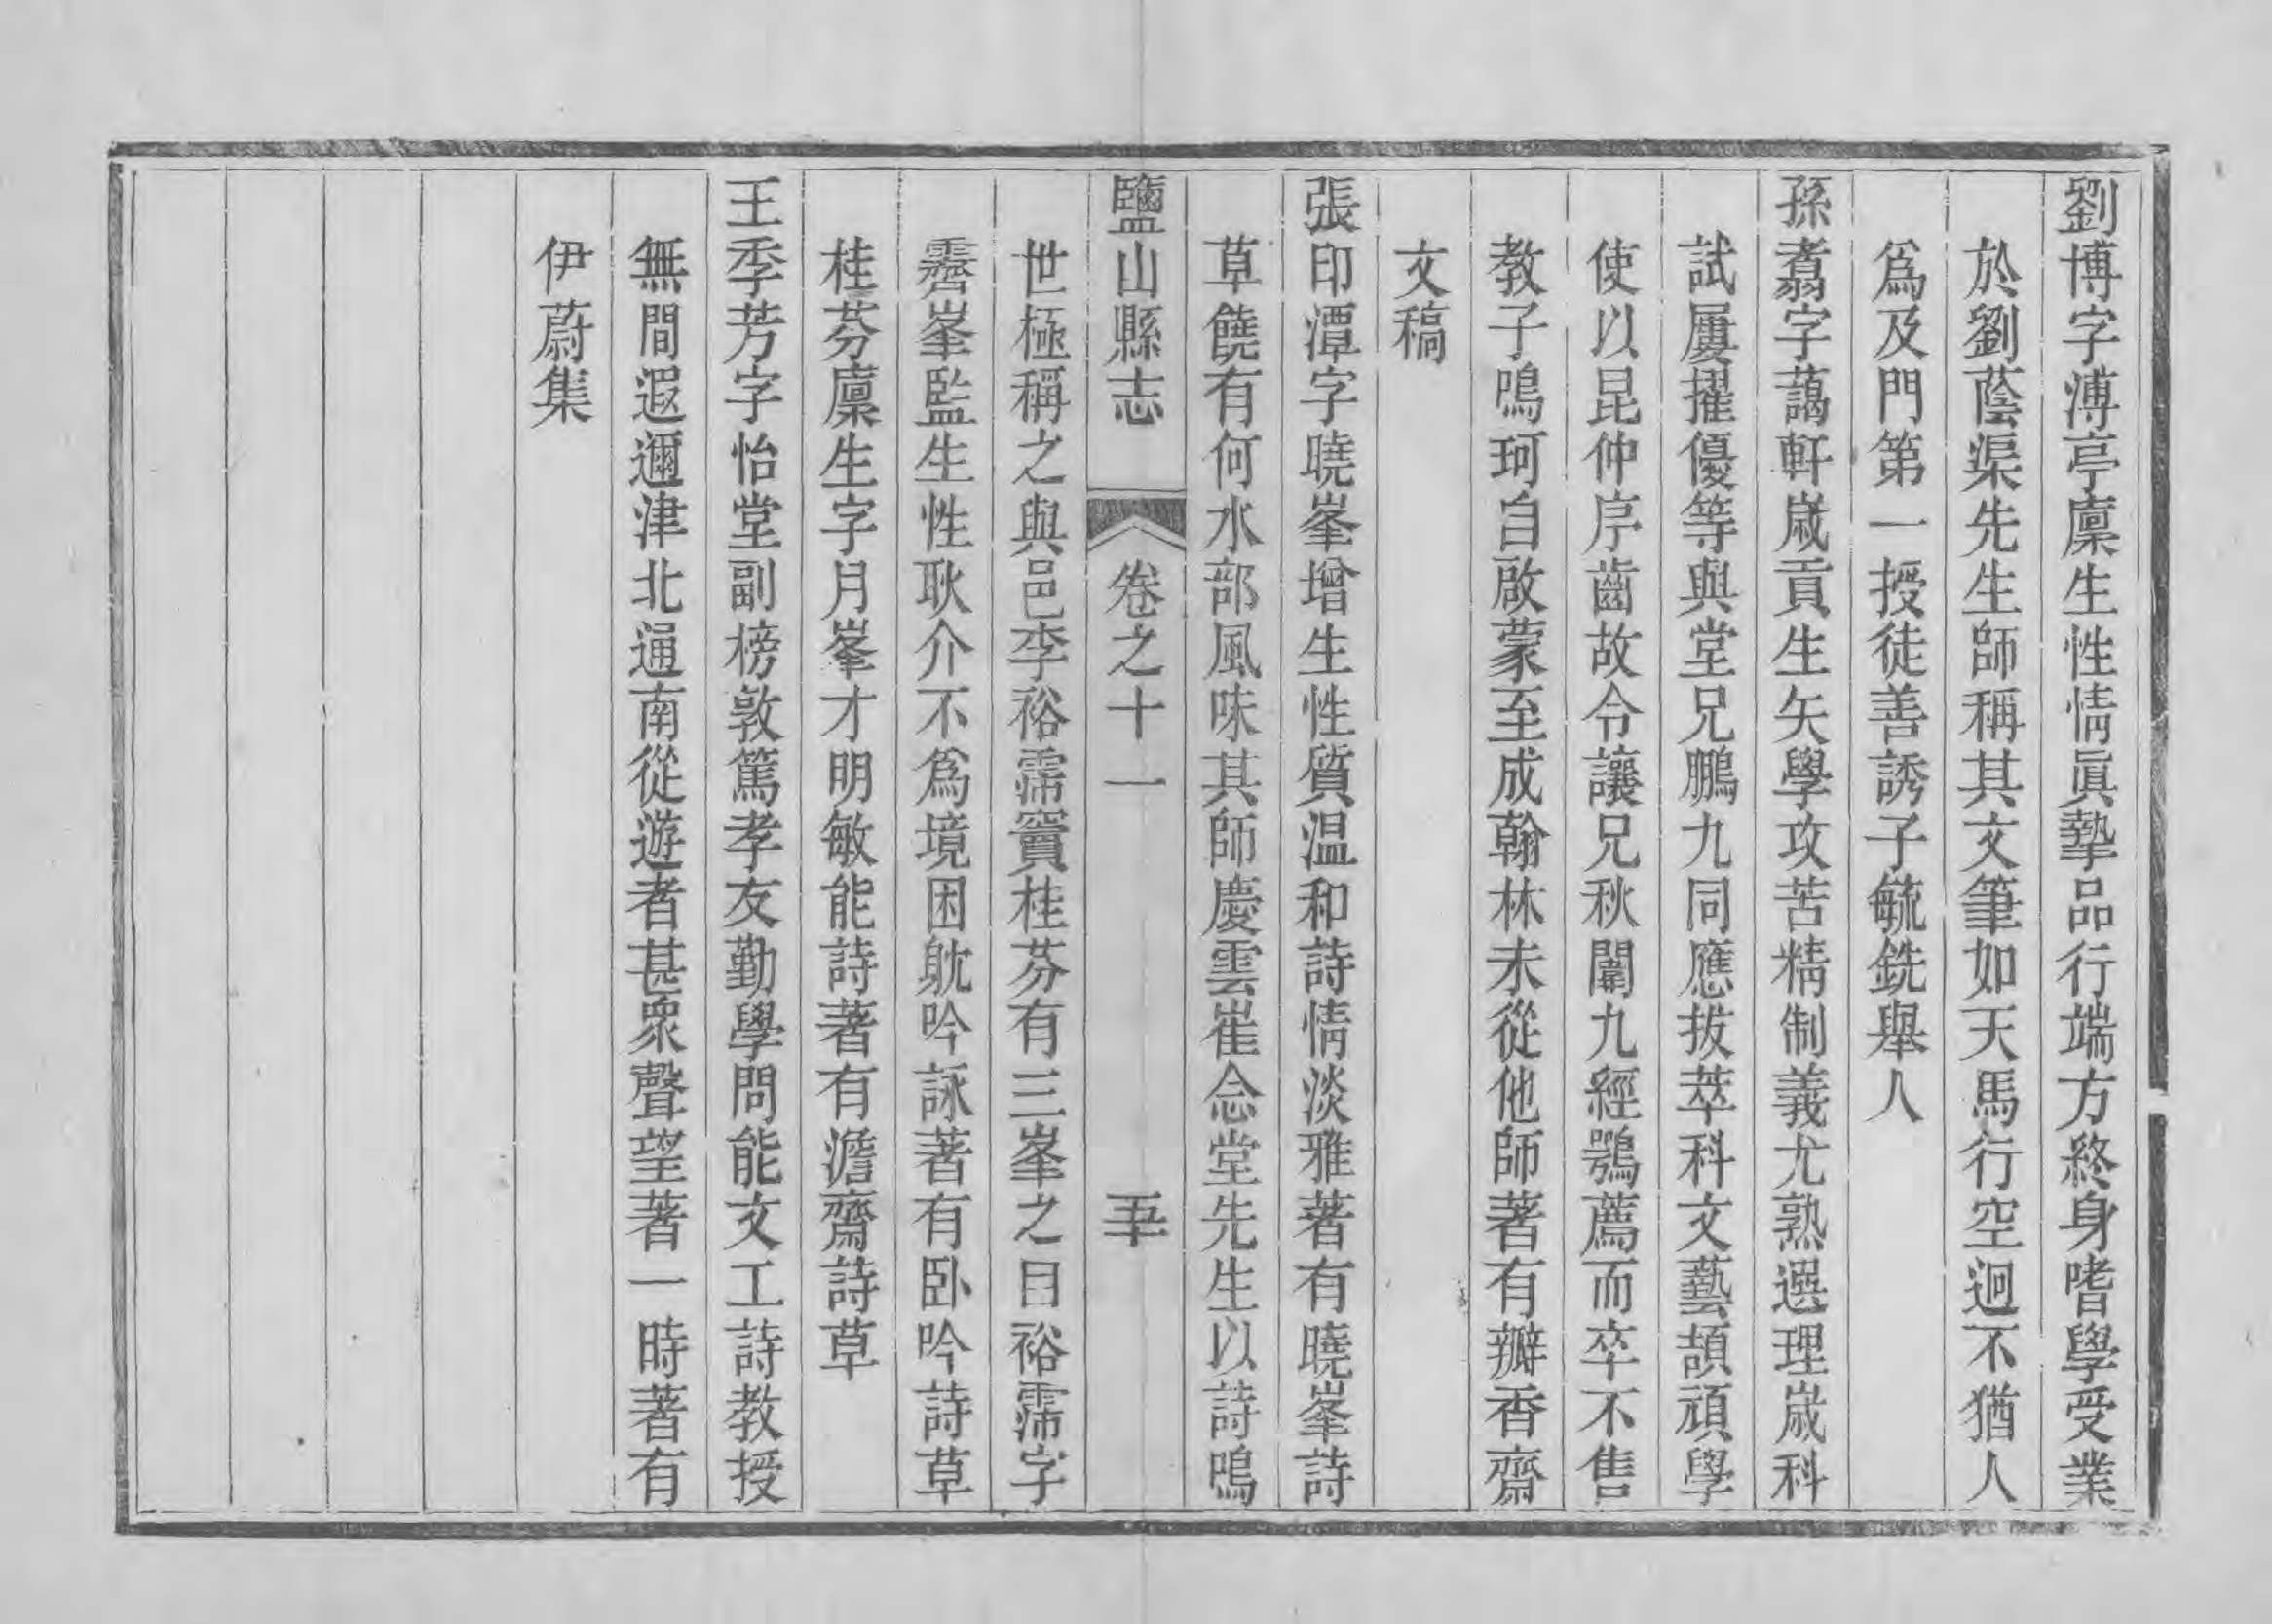 劉博字溥亭廩生性情眞摯品行端方終身嗜學受業
於劉蔭渠先生師稱其文筆如天馬行空迥不猶人
爲及門第一授徒善誘子毓銑舉人
孫翥字藹軒歲貢生矢學攻苦精制義尤熟選理歲科
試屢擢優等與堂兄鵬九同應拔萃科文藝頡頏學
使以昆仲序齒故令讓兄秋闈九經鶚薦而卒不售
教子鳴珂自啟蒙至成翰林未從他師著有瓣香齋
文稿
張印潭字曉峯增生性質温和詩情淡雅著有曉峯詩
草饒有何水部風味其師慶雲崔念堂先生以詩鳴
鹽山縣志 卷之十一 五十
世極稱之與邑李裕霈竇桂芬有三峯之目裕霈字
霽峯監生性耿介不爲境困躭吟詠著有卧吟詩草
桂芬廩生字月峯才明敏能詩著有澹齋詩草
王季芳字怡堂副榜敦篤孝友勤學問能文工詩教授
無間遐邇津北通南從遊者甚衆聲望著一時著有
伊蔚集